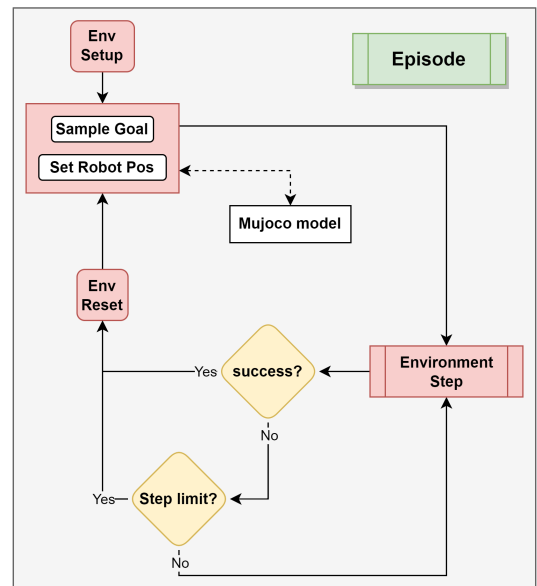 Env
Setup
Episode
Sample Goal
Set Robot Pos
Mujoco model
Env
Reset
Environment
Step
success?
Yes
No
Step limit?
Yes
No